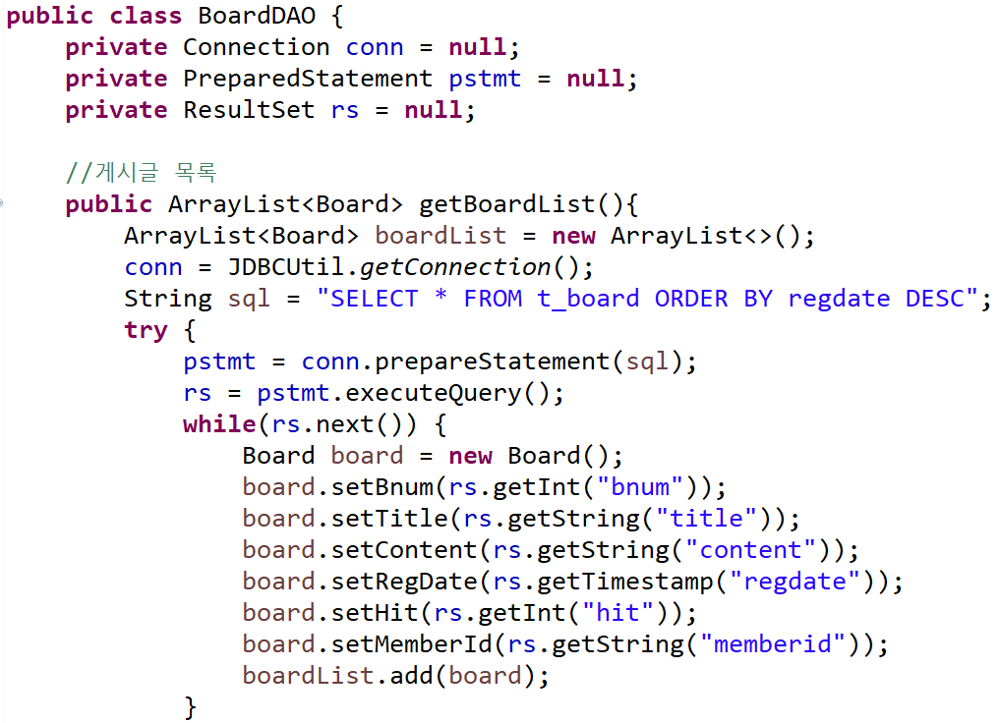 public class BoardDAO {
    private Connection conn = null;
    private PreparedStatement pstmt = null;
    private ResultSet rs = null;

    //게시글 목록
    public ArrayList<Board> getBoardList(){
        ArrayList<Board> boardList = new ArrayList<>();
        conn = JDBCUtil.getConnection();
        String sql = "SELECT * FROM t_board ORDER BY regdate DESC";
        try {
            pstmt = conn.prepareStatement(sql);
            rs = pstmt.executeQuery();
            while(rs.next()) {
                Board board = new Board();
                board.setBnum(rs.getInt("bnum"));
                board.setTitle(rs.getString("title"));
                board.setContent(rs.getString("content"));
                board.setRegDate(rs.getTimestamp("regdate"));
                board.setHit(rs.getInt("hit"));
                board.setMemberId(rs.getString("memberid"));
                boardList.add(board);
            }